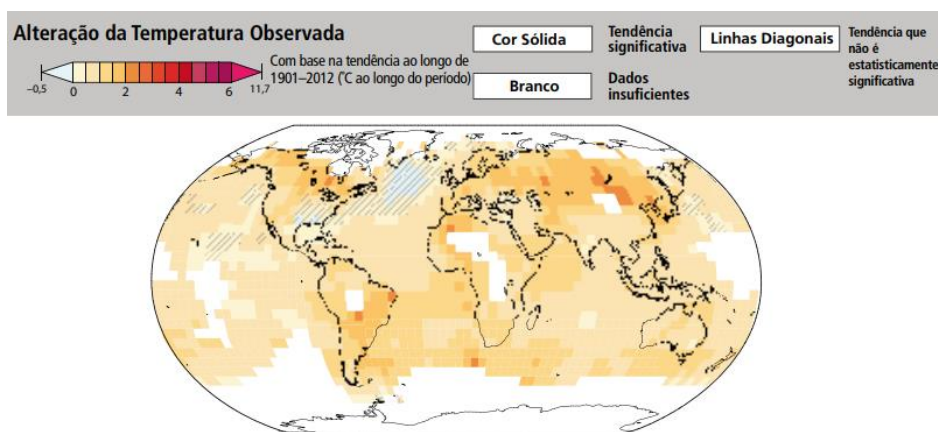 Alteração da Temperatura Observada
Com base na tendência ao longo de
1901–2012 (˚C ao longo do período)
–0,5 0 2 4 6 11,7
Cor Sólida
Tendência
significativa
Branco
Dados
insuficientes
Linhas Diagonais
Tendência que
não é
estatisticamente
significativa